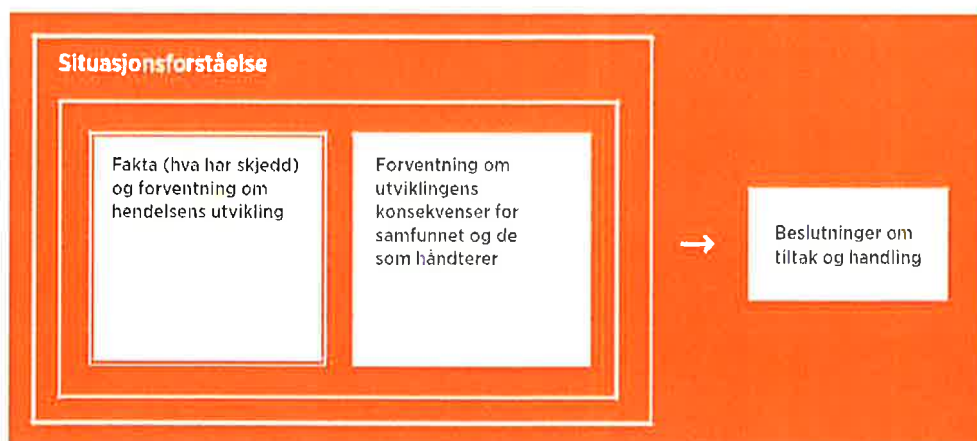 Situasjonsforståelse
Fakta (hva har skjedd)
og forventning om
hendelsens utvikling
Forventning om
utviklingens
konsekvenser for
samfunnet og de
som håndterer
→
Beslutninger om
tiltak og handling